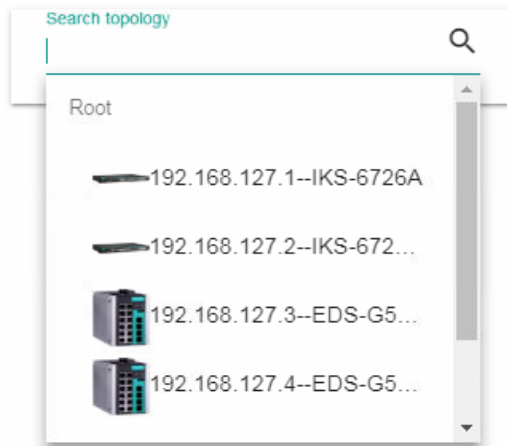 Search topology
Root
192.168.127.1--IKS-6726A
192.168.127.2--IKS-672...
192.168.127.3--EDS-G5...
192.168.127.4--EDS-G5...